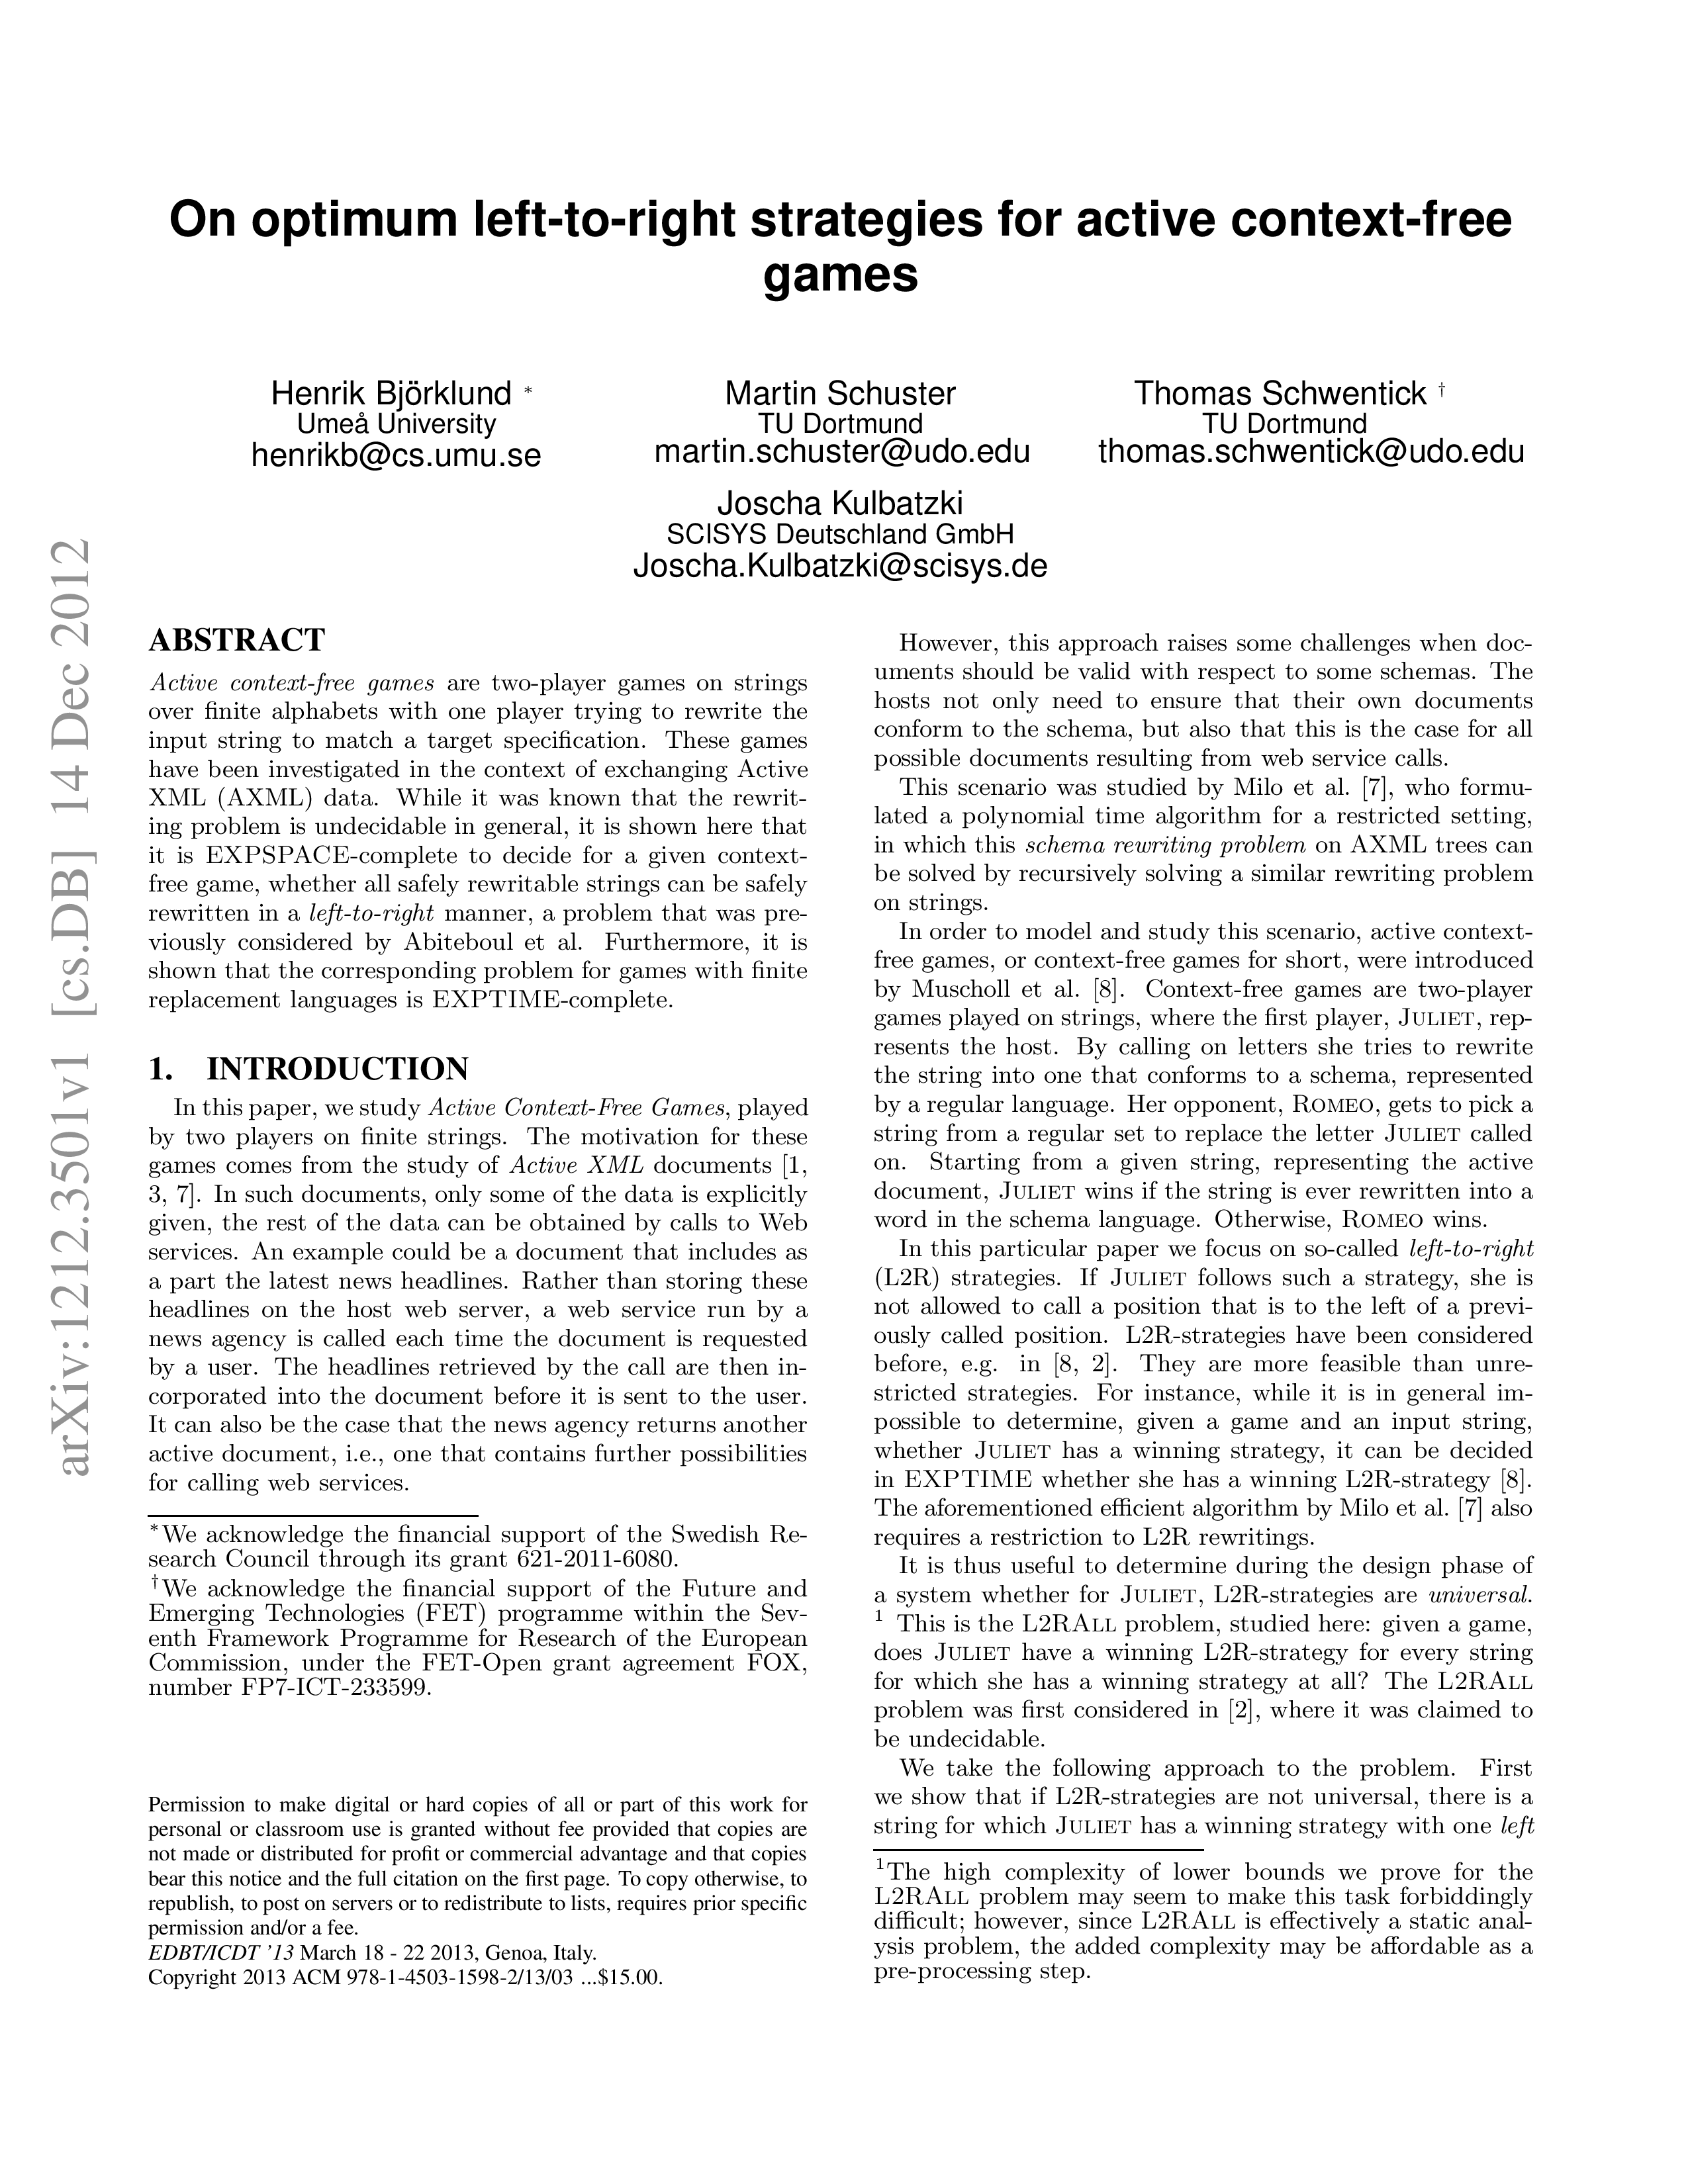 On optimum left-to-right strategies for active context-free
games
Henrik Björklund *
Umeå University
henrikb@cs.umu.se
Martin Schuster
TU Dortmund
martin.schuster@udo.edu
Thomas Schwentick †
TU Dortmund
thomas.schwentick@udo.edu
Joscha Kulbatzki
SCISYS Deutschland GmbH
Joscha.Kulbatzki@scisys.de
arXiv:1212.3501v1 [cs.DB] 14 Dec 2012
ABSTRACT
Active context-free games are two-player games on strings
over finite alphabets with one player trying to rewrite the
input string to match a target specification. These games
have been investigated in the context of exchanging Active
XML (AXML) data. While it was known that the rewrit-
ing problem is undecidable in general, it is shown here that
it is EXPSPACE-complete to decide for a given context-
free game, whether all safely rewritable strings can be safely
rewritten in a left-to-right manner, a problem that was pre-
viously considered by Abiteboul et al. Furthermore, it is
shown that the corresponding problem for games with finite
replacement languages is EXPTIME-complete.
1. INTRODUCTION
In this paper, we study Active Context-Free Games, played
by two players on finite strings. The motivation for these
games comes from the study of Active XML documents [1,
3, 7]. In such documents, only some of the data is explicitly
given, the rest of the data can be obtained by calls to Web
services. An example could be a document that includes as
a part the latest news headlines. Rather than storing these
headlines on the host web server, a web service run by a
news agency is called each time the document is requested
by a user. The headlines retrieved by the call are then in-
corporated into the document before it is sent to the user.
It can also be the case that the news agency returns another
active document, i.e., one that contains further possibilities
for calling web services.
*We acknowledge the financial support of the Swedish Re-
search Council through its grant 621-2011-6080.
†We acknowledge the financial support of the Future and
Emerging Technologies (FET) programme within the Sev-
enth Framework Programme for Research of the European
Commission, under the FET-Open grant agreement FOX,
number FP7-ICT-233599.
Permission to make digital or hard copies of all or part of this work for
personal or classroom use is granted without fee provided that copies are
not made or distributed for profit or commercial advantage and that copies
bear this notice and the full citation on the first page. To copy otherwise, to
republish, to post on servers or to redistribute to lists, requires prior specific
permission and/or a fee.
EDBT/ICDT '13 March 18 - 22 2013, Genoa, Italy.
Copyright 2013 ACM 978-1-4503-1598-2/13/03 ...$15.00.
However, this approach raises some challenges when doc-
uments should be valid with respect to some schemas. The
hosts not only need to ensure that their own documents
conform to the schema, but also that this is the case for all
possible documents resulting from web service calls.
This scenario was studied by Milo et al. [7], who formu-
lated a polynomial time algorithm for a restricted setting,
in which this schema rewriting problem on AXML trees can
be solved by recursively solving a similar rewriting problem
on strings.
In order to model and study this scenario, active context-
free games, or context-free games for short, were introduced
by Muscholl et al. [8]. Context-free games are two-player
games played on strings, where the first player, JULIET, rep-
resents the host. By calling on letters she tries to rewrite
the string into one that conforms to a schema, represented
by a regular language. Her opponent, ROMEO, gets to pick a
string from a regular set to replace the letter JULIET called
on. Starting from a given string, representing the active
document, JULIET wins if the string is ever rewritten into a
word in the schema language. Otherwise, ROMEO wins.
In this particular paper we focus on so-called left-to-right
(L2R) strategies. If JULIET follows such a strategy, she is
not allowed to call a position that is to the left of a previ-
ously called position. L2R-strategies have been considered
before, e.g. in [8, 2]. They are more feasible than unre-
stricted strategies. For instance, while it is in general im-
possible to determine, given a game and an input string,
whether JULIET has a winning strategy, it can be decided
in EXPTIME whether she has a winning L2R-strategy [8].
The aforementioned efficient algorithm by Milo et al. [7] also
requires a restriction to L2R rewritings.
It is thus useful to determine during the design phase of
a system whether for JULIET, L2R-strategies are universal.
1 This is the L2RALL problem, studied here: given a game,
does JULIET have a winning L2R-strategy for every string
for which she has a winning strategy at all? The L2RALL
problem was first considered in [2], where it was claimed to
be undecidable.
We take the following approach to the problem. First
we show that if L2R-strategies are not universal, there is a
string for which JULIET has a winning strategy with one left
1The high complexity of lower bounds we prove for the
L2RALL problem may seem to make this task forbiddingly
difficult; however, since L2RALL is effectively a static anal-
ysis problem, the added complexity may be affordable as a
pre-processing step.